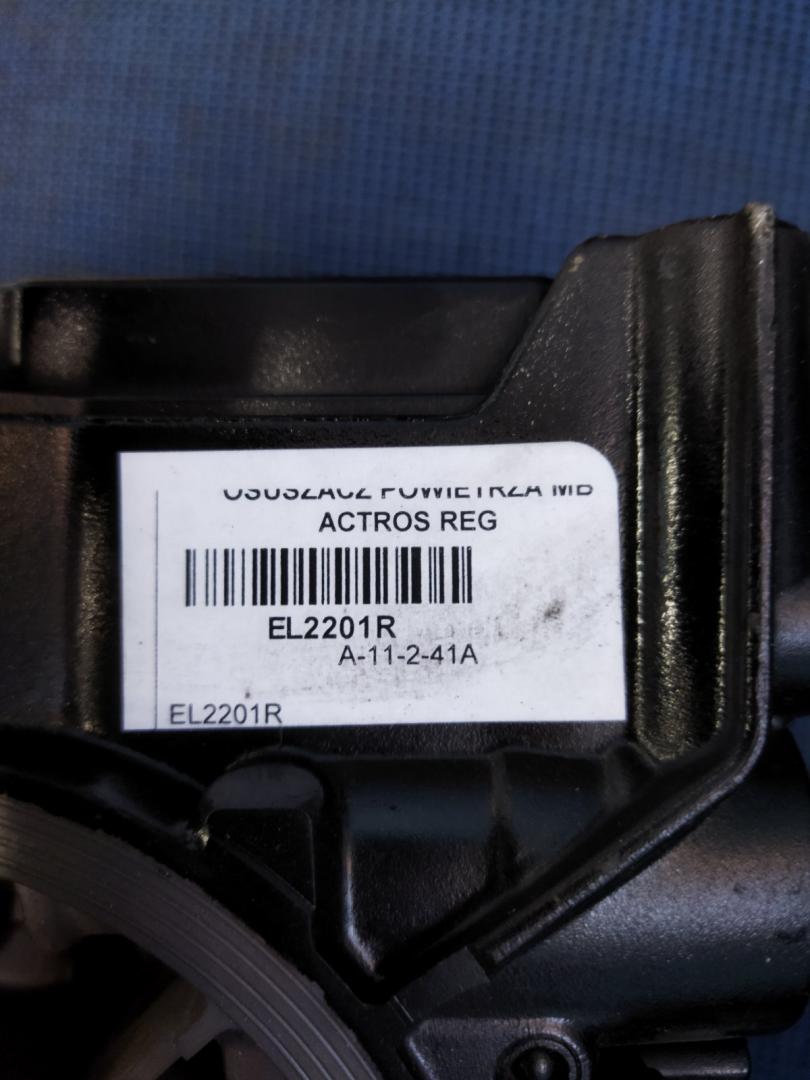 OSUSZACZ POWIETRZA MB
ACTROS REG
EL2201R
A-11-2-41A
EL2201R